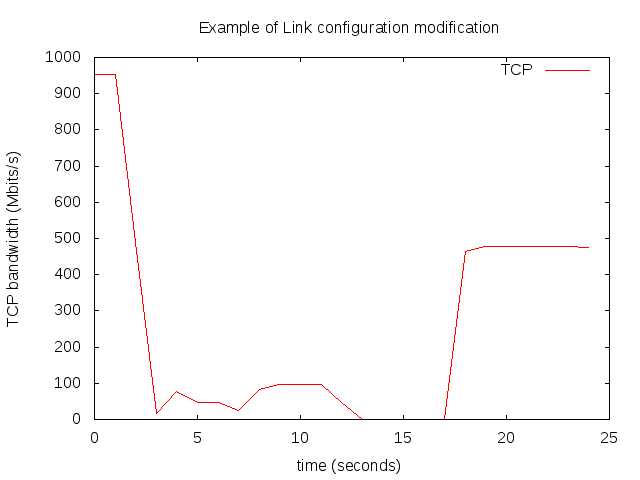 Example of Link configuration modification
TCP
1000
900
800
700
600
500
400
300
200
100
0
TCP bandwidth (Mbits/s)
0 5 10 15 20 25
time (seconds)